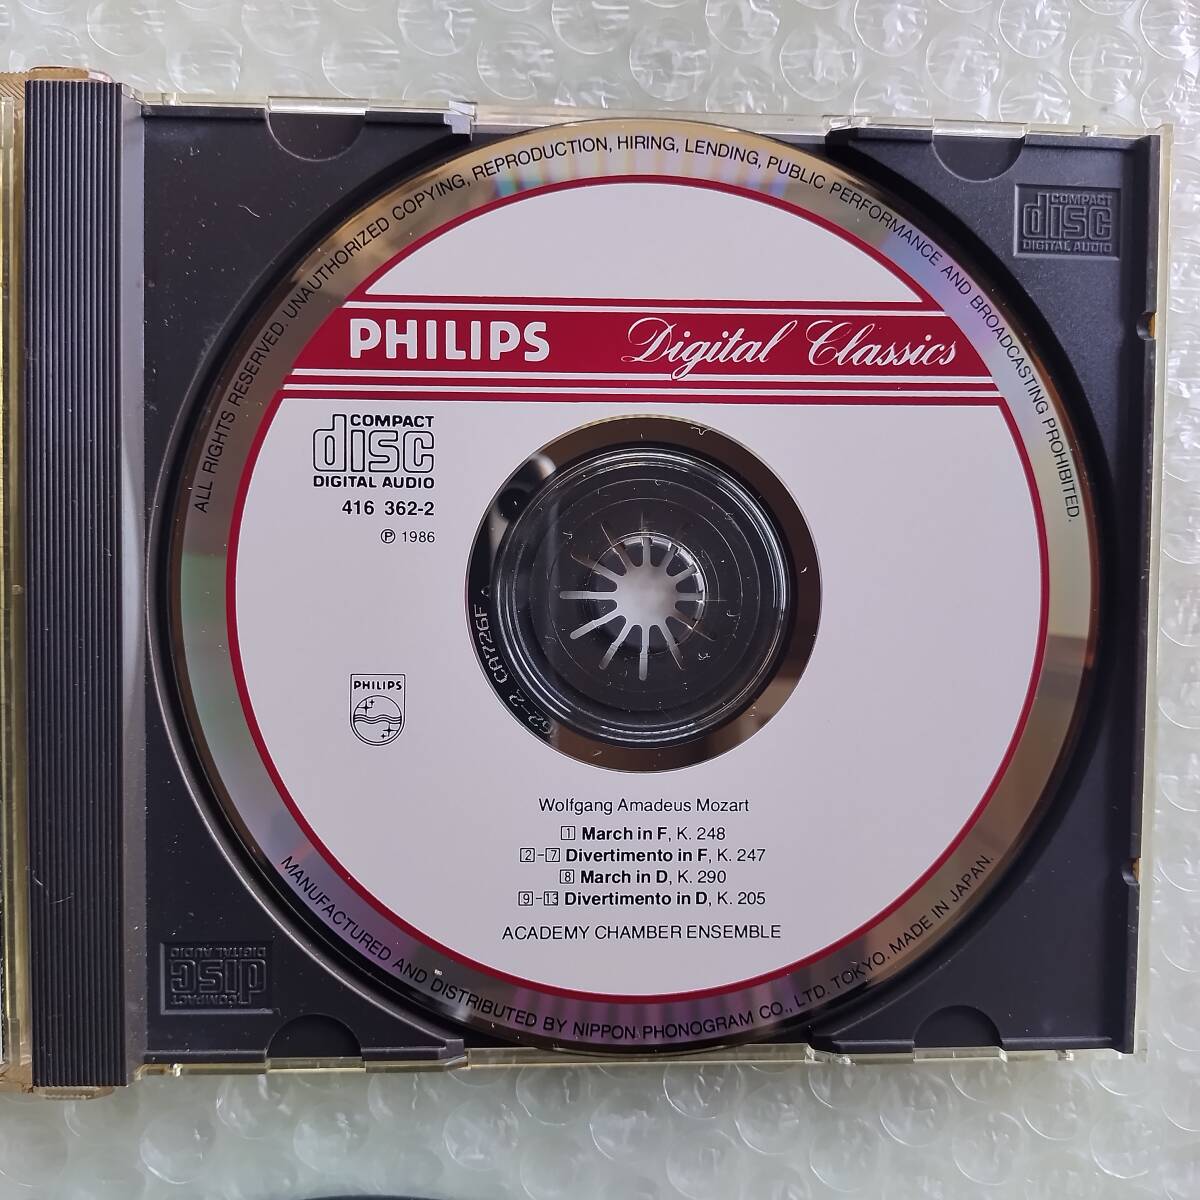 ALL RIGHTS RESERVED. UNAUTHORIZED COPYING, REPRODUCTION, HIRING, LENDING, PUBLIC PERFORMANCE AND BROADCASTING PROHIBITED.
COMPACT
disc
DIGITAL AUDIO
PHILIPS Digital Classics
COMPACT
disc
DIGITAL AUDIO
416 362-2
Ⓟ 1986
62-2 CA726F
PHILIPS
Wolfgang Amadeus Mozart
1 March in F, K. 248
2-7 Divertimento in F, K. 247
8 March in D, K. 290
9-13 Divertimento in D, K. 205
ACADEMY CHAMBER ENSEMBLE
COMPACT
disc
DIGITAL AUDIO
MANUFACTURED AND DISTRIBUTED BY NIPPON PHONOGRAM CO., LTD. TOKYO. MADE IN JAPAN.